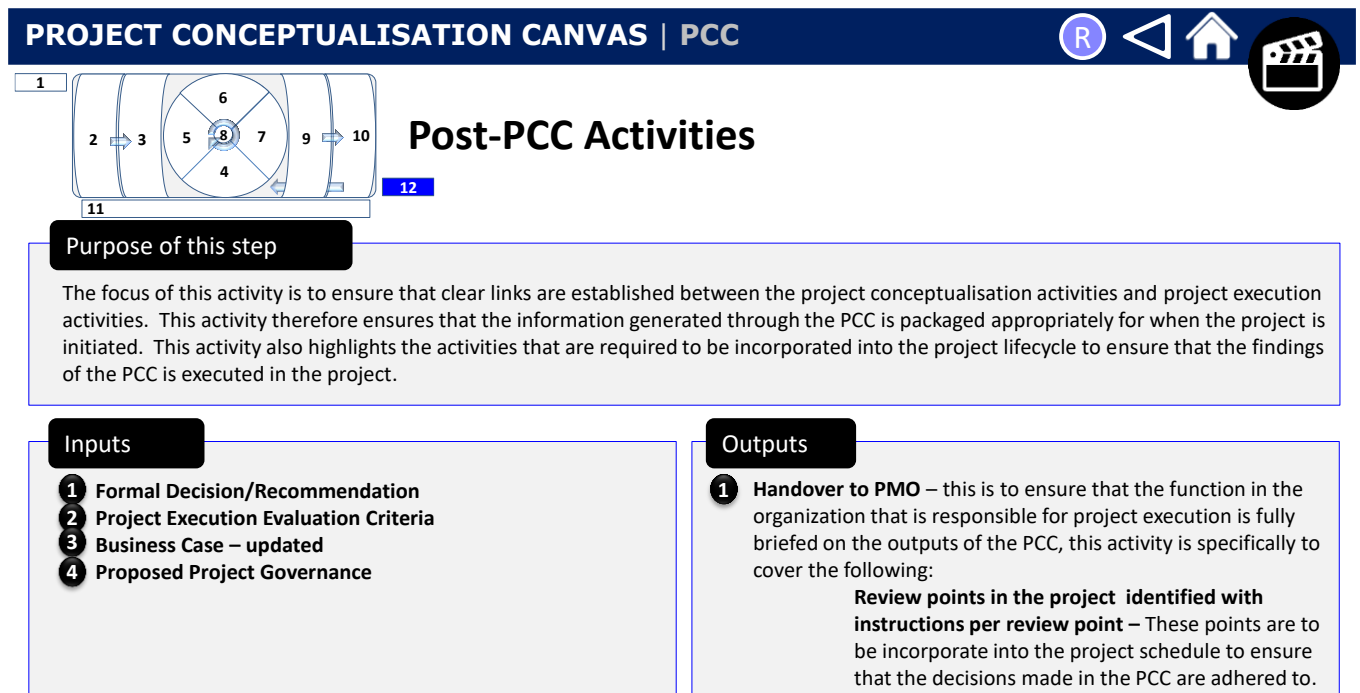 PROJECT CONCEPTUALISATION CANVAS | PCC
R
1
6
2
3
5
8
7
9
10
4
12
11
Post-PCC Activities
Purpose of this step
The focus of this activity is to ensure that clear links are established between the project conceptualisation activities and project execution
activities. This activity therefore ensures that the information generated through the PCC is packaged appropriately for when the project is
initiated. This activity also highlights the activities that are required to be incorporated into the project lifecycle to ensure that the findings
of the PCC is executed in the project.
Inputs
1 Formal Decision/Recommendation
2 Project Execution Evaluation Criteria
3 Business Case – updated
4 Proposed Project Governance
Outputs
1 Handover to PMO – this is to ensure that the function in the
organization that is responsible for project execution is fully
briefed on the outputs of the PCC, this activity is specifically to
cover the following:
Review points in the project identified with
instructions per review point – These points are to
be incorporate into the project schedule to ensure
that the decisions made in the PCC are adhered to.